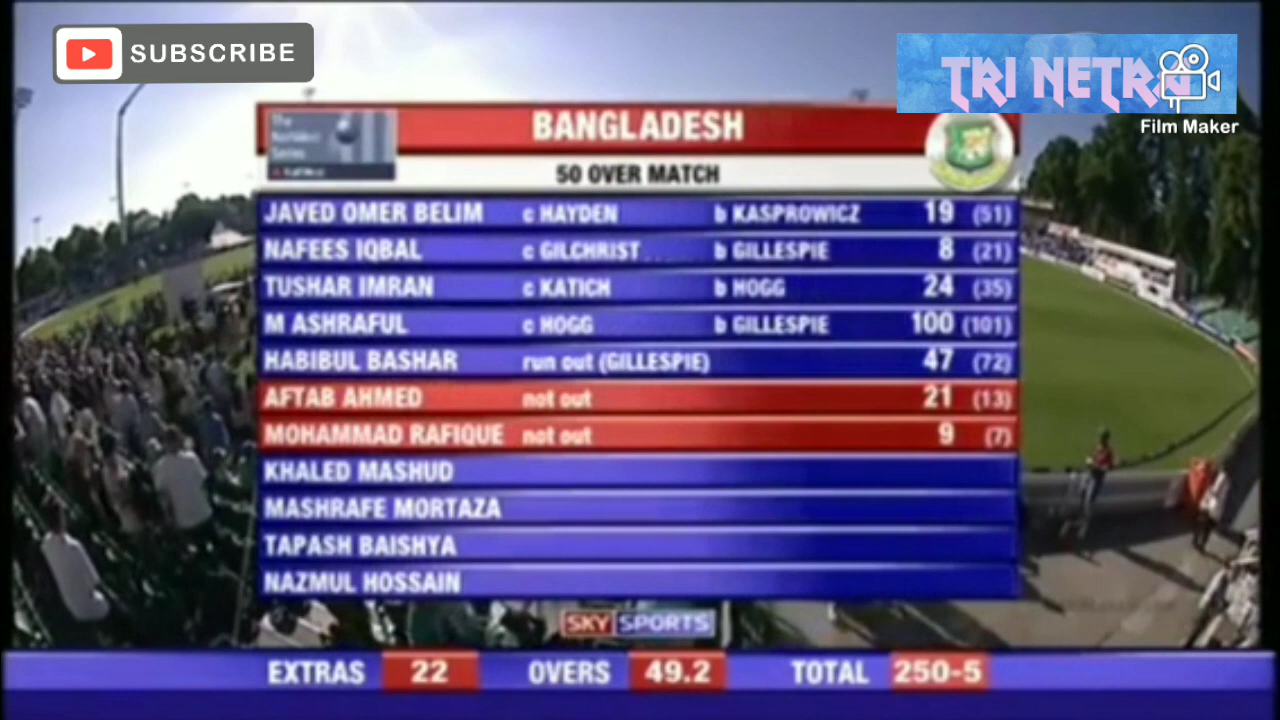 SUBSCRIBE
TRI NETRA
Film Maker
BANGLADESH
50 OVER MATCH
JAVED OMER BELIM c HAYDEN b KASPROWICZ 19 (51)
NAFEES IQBAL c GILCHRIST b GILLESPIE 8 (21)
TUSHAR IMRAN c KATICH b HOGG 24 (35)
M ASHRAFUL c HOGG b GILLESPIE 100 (101)
HABIBUL BASHAR run out (GILLESPIE) 47 (72)
AFTAB AHMED not out 21 (13)
MOHAMMAD RAFIQUE not out 9 (7)
KHALED MASHUD
MASHRAFE MORTAZA
TAPASH BAISHYA
NAZMUL HOSSAIN
SKY SPORTS
EXTRAS 22 OVERS 49.2 TOTAL 250-5